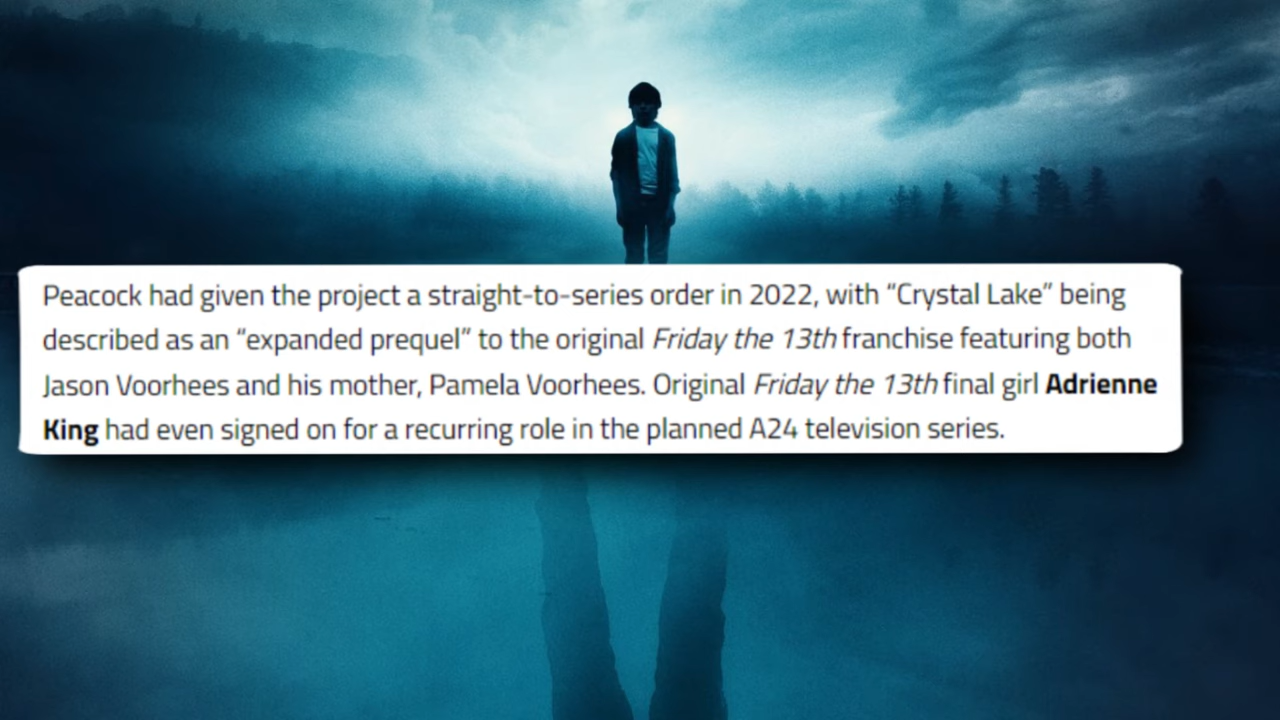 Peacock had given the project a straight-to-series order in 2022, with “Crystal Lake” being
described as an “expanded prequel” to the original Friday the 13th franchise featuring both
Jason Voorhees and his mother, Pamela Voorhees. Original Friday the 13th final girl Adrienne
King had even signed on for a recurring role in the planned A24 television series.